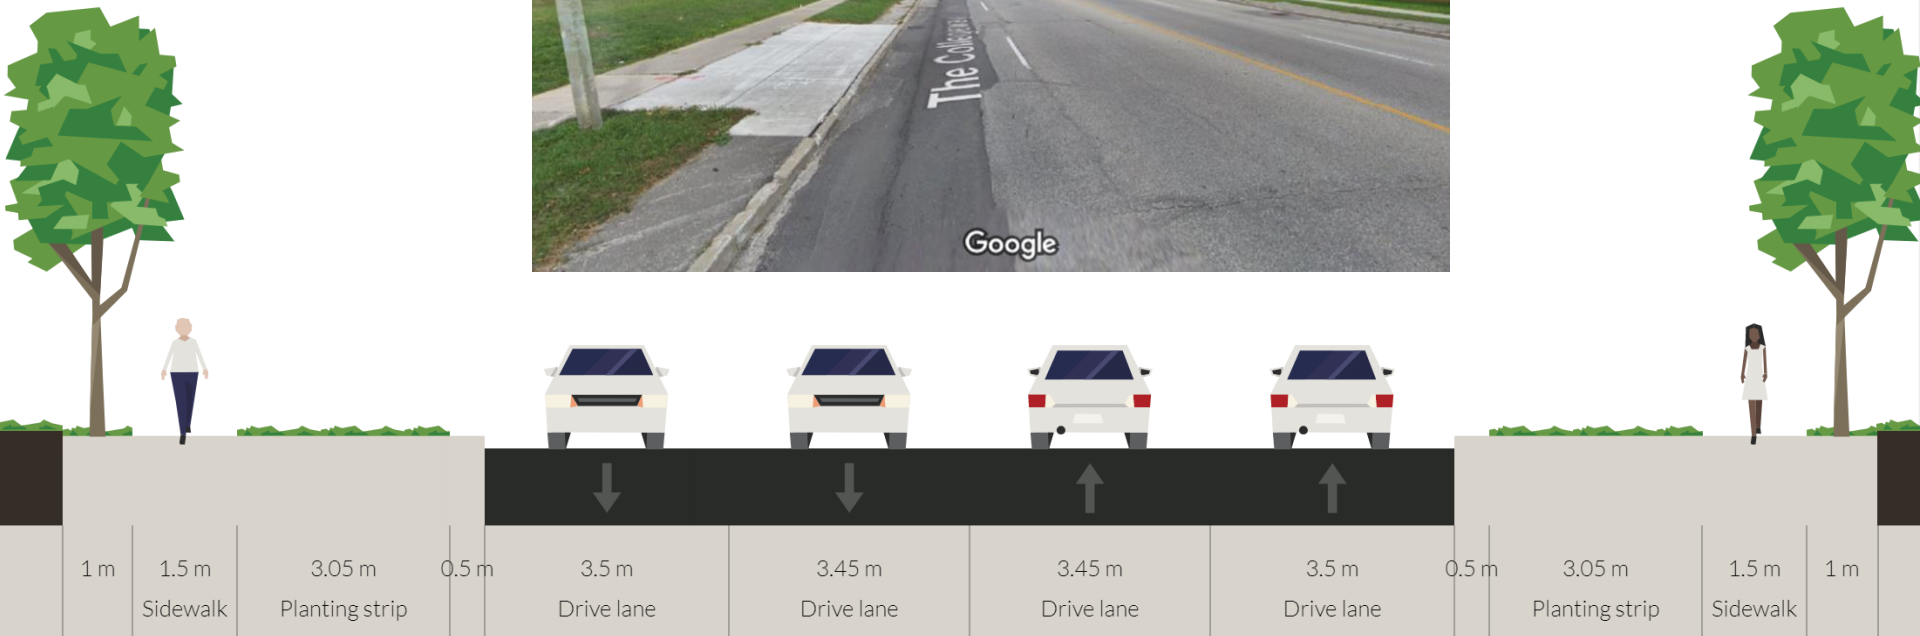 The College
Google
1 m
1.5 m
3.05 m
0.5 m
3.5 m
3.45 m
3.45 m
3.5 m
0.5 m
3.05 m
1.5 m
1 m
Sidewalk
Planting strip
Drive lane
Drive lane
Drive lane
Drive lane
Planting strip
Sidewalk